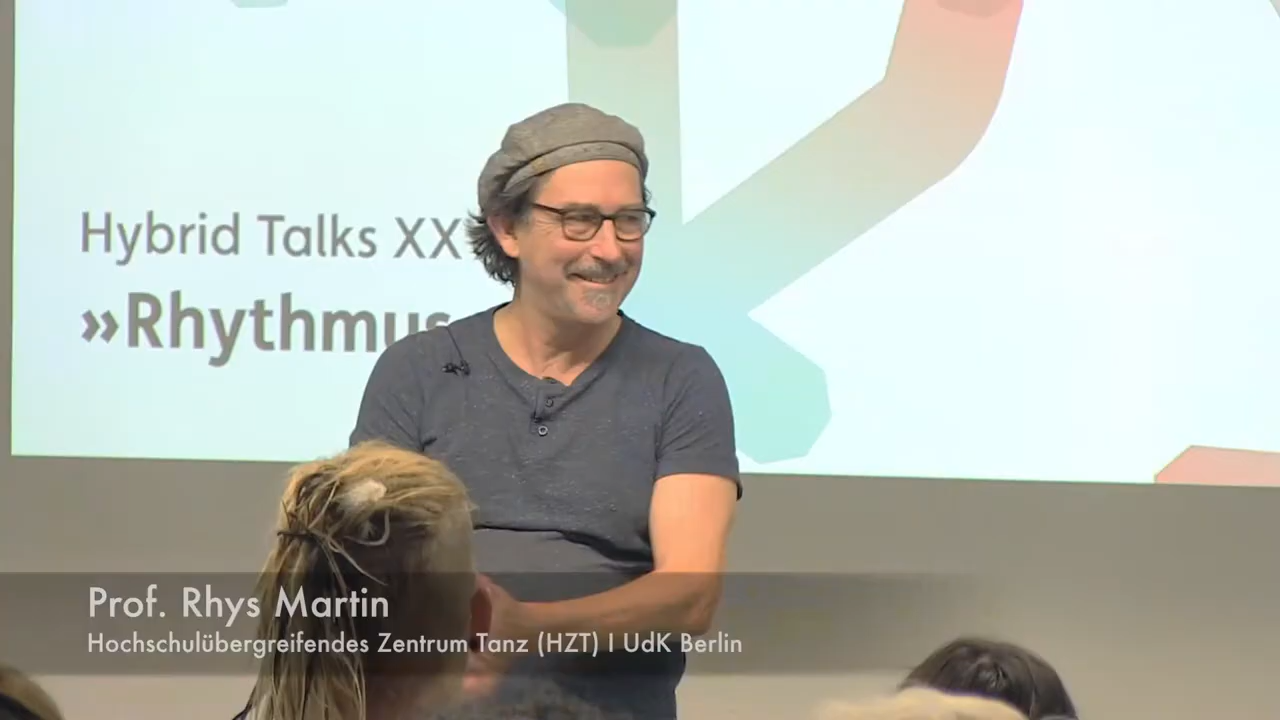 Hybrid Talks XX
»Rhythmus
Prof. Rhys Martin
Hochschulübergreifendes Zentrum Tanz (HZT) I UdK Berlin